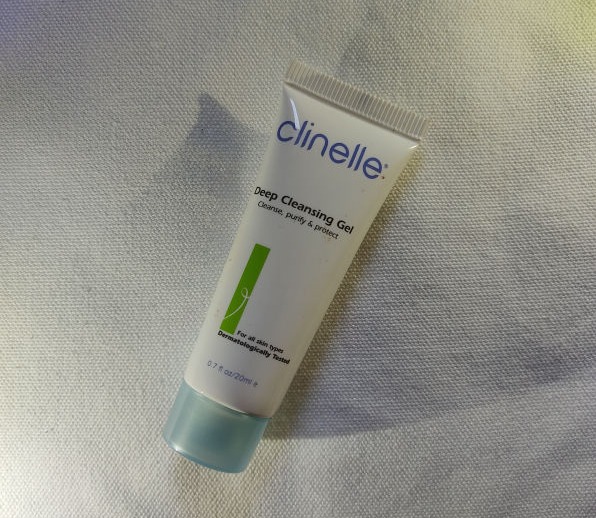 clinelle®
Deep Cleansing Gel
Cleanse, purify & protect
For all skin types
Dermatologically Tested
0.7 fl oz/20ml e